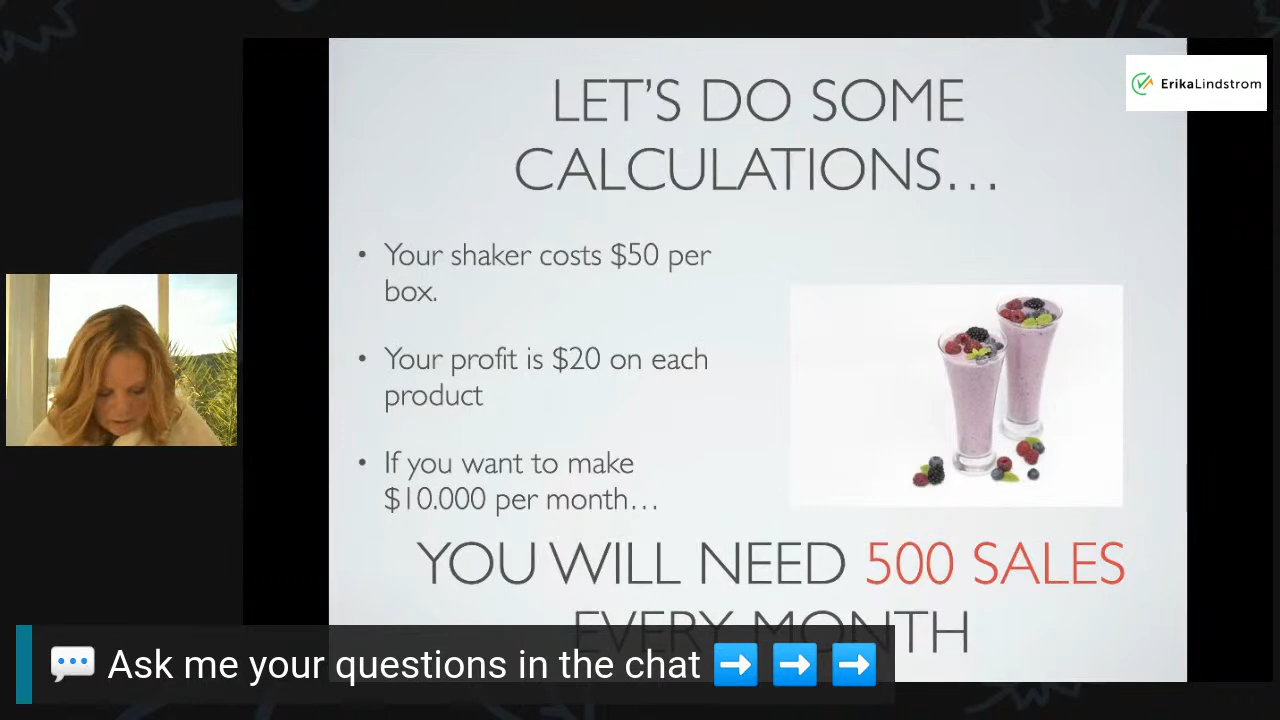 LET'S DO SOME
CALCULATIONS...
ErikaLindstrom
• Your shaker costs $50 per
box.
• Your profit is $20 on each
product
• If you want to make
$10.000 per month...
YOU WILL NEED 500 SALES
EVERY MONTH
💬 Ask me your questions in the chat ➡️ ➡️ ➡️